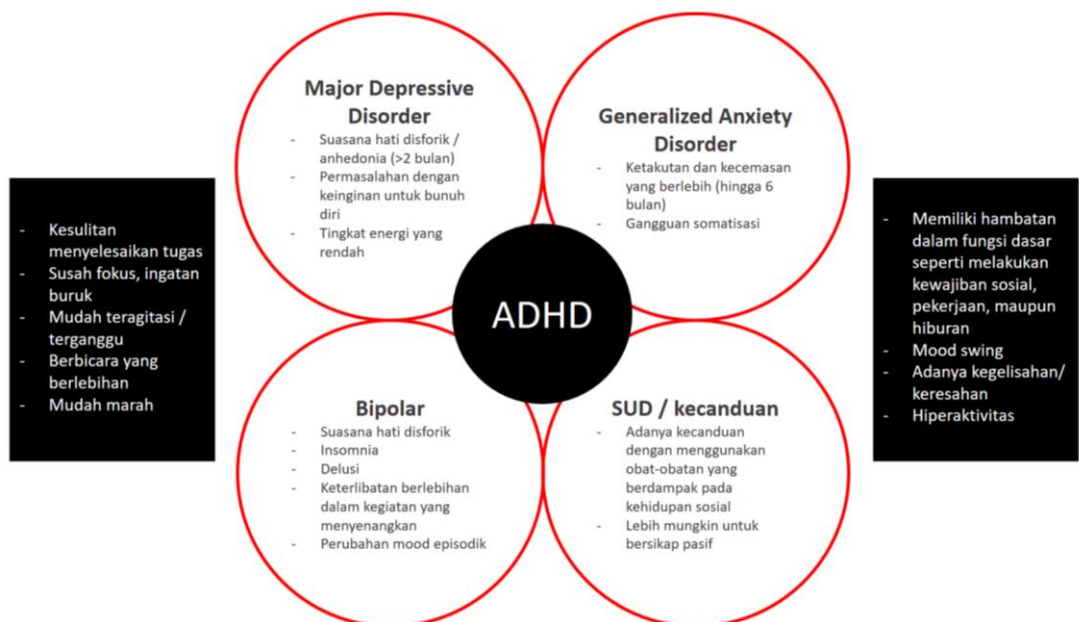 Major Depressive
Disorder
- Suasana hati disforik /
anhedonia (>2 bulan)
- Permasalahan dengan
keinginan untuk bunuh
diri
- Tingkat energi yang
rendah
Generalized Anxiety
Disorder
- Ketakutan dan kecemasan
yang berlebih (hingga 6
bulan)
- Gangguan somatisasi
- Kesulitan
menyelesaikan tugas
- Susah fokus, ingatan
buruk
- Mudah teragitasi /
terganggu
- Berbicara yang
berlebihan
- Mudah marah
ADHD
- Memiliki hambatan
dalam fungsi dasar
seperti melakukan
kewajiban sosial,
pekerjaan, maupun
hiburan
- Mood swing
- Adanya kegelisahan/
keresahan
- Hiperaktivitas
Bipolar
- Suasana hati disforik
- Insomnia
- Delusi
- Keterlibatan berlebihan
dalam kegiatan yang
menyenangkan
- Perubahan mood episodik
SUD / kecanduan
- Adanya kecanduan
dengan menggunakan
obat-obatan yang
berdampak pada
kehidupan sosial
- Lebih mungkin untuk
bersikap pasif